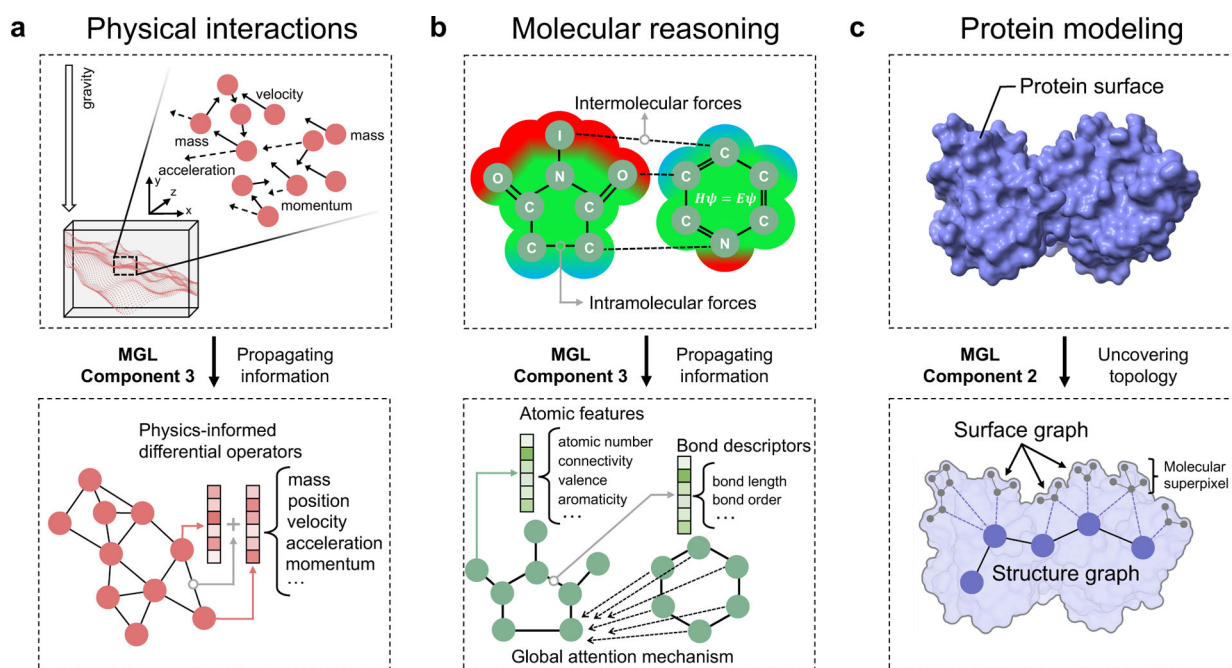 a Physical interactions
gravity
velocity
mass
mass
acceleration
momentum
y
z
x
MGL
Component 3
Propagating
information
Physics-informed
differential operators
+
mass
position
velocity
acceleration
momentum
...
b Molecular reasoning
Intermolecular forces
I
O
N
O
C
C
C
C
C
C
C
Hψ = Eψ
C
C
N
Intramolecular forces
MGL
Component 3
Propagating
information
Atomic features
atomic number
connectivity
valence
aromaticity
...
Bond descriptors
bond length
bond order
...
Global attention mechanism
c Protein modeling
Protein surface
MGL
Component 2
Uncovering
topology
Surface graph
Molecular
superpixel
Structure graph